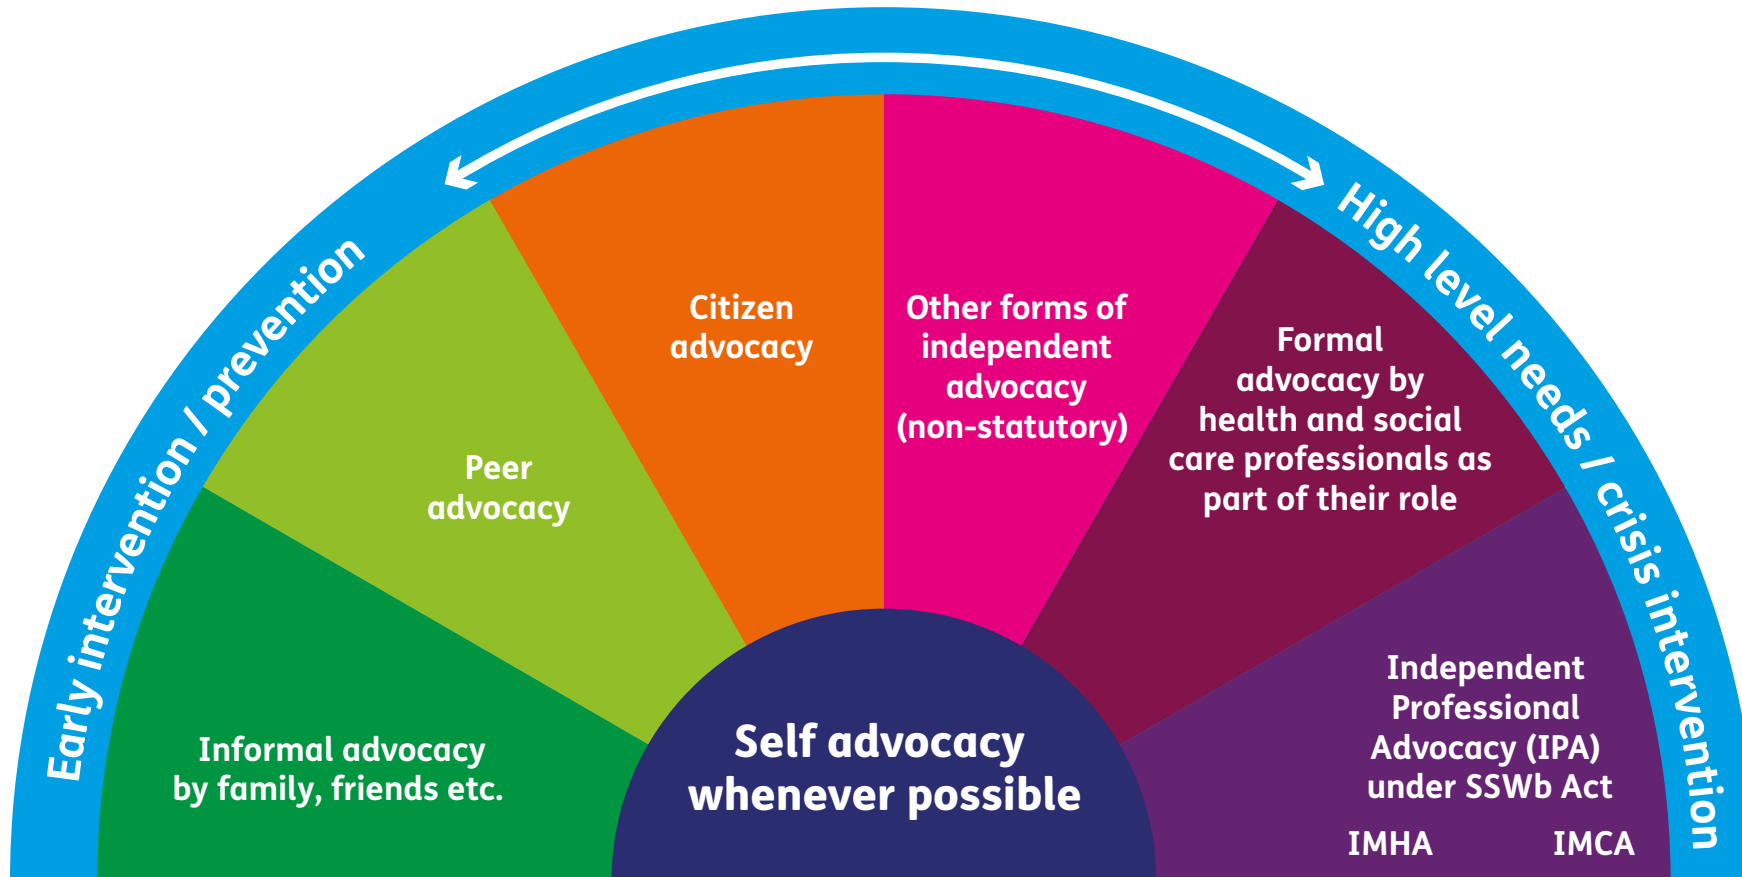 Early intervention / prevention
High level needs / crisis intervention
Informal advocacy
by family, friends etc.
Peer
advocacy
Citizen
advocacy
Other forms of
independent
advocacy
(non-statutory)
Formal
advocacy by
health and social
care professionals as
part of their role
Independent
Professional
Advocacy (IPA)
under SSWb Act
IMHA IMCA
Self advocacy
whenever possible